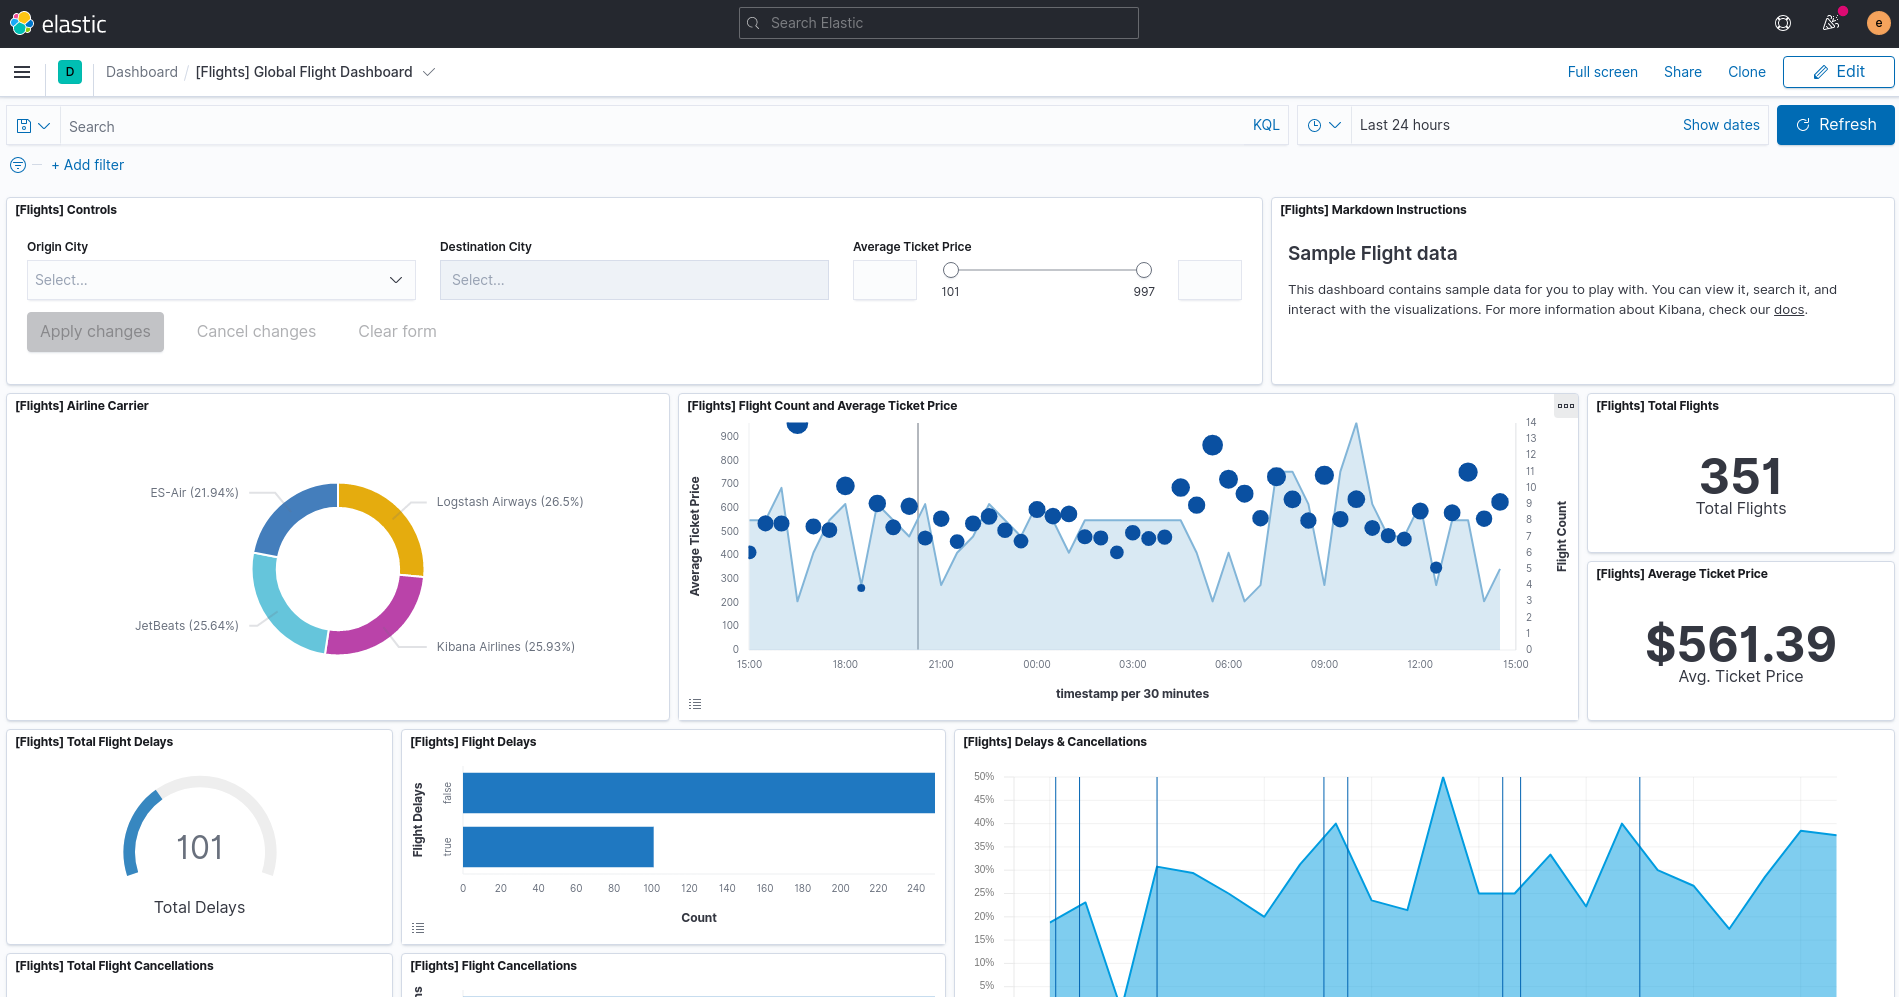 elastic
Search Elastic
e
D
Dashboard / [Flights] Global Flight Dashboard
Full screen
Share
Clone
Edit
Search
KQL
Last 24 hours
Show dates
Refresh
+ Add filter
[Flights] Controls
Origin City
Select...
Destination City
Select...
Average Ticket Price
101
997
Apply changes
Cancel changes
Clear form
[Flights] Markdown Instructions
Sample Flight data
This dashboard contains sample data for you to play with. You can view it, search it, and
interact with the visualizations. For more information about Kibana, check our docs.
[Flights] Airline Carrier
ES-Air (21.94%)
Logstash Airways (26.5%)
JetBeats (25.64%)
Kibana Airlines (25.93%)
[Flights] Flight Count and Average Ticket Price
Average Ticket Price
900
800
700
600
500
400
300
200
100
0
15:00
18:00
21:00
00:00
03:00
06:00
09:00
12:00
15:00
timestamp per 30 minutes
14
13
12
11
10
9
8
7
6
5
4
3
2
1
0
Flight Count
[Flights] Total Flights
351
Total Flights
[Flights] Average Ticket Price
$561.39
Avg. Ticket Price
[Flights] Total Flight Delays
101
Total Delays
[Flights] Flight Delays
Flight Delays
false
true
0
20
40
60
80
100
120
140
160
180
200
220
240
Count
[Flights] Delays & Cancellations
50%
45%
40%
35%
30%
25%
20%
15%
10%
5%
[Flights] Total Flight Cancellations
[Flights] Flight Cancellations